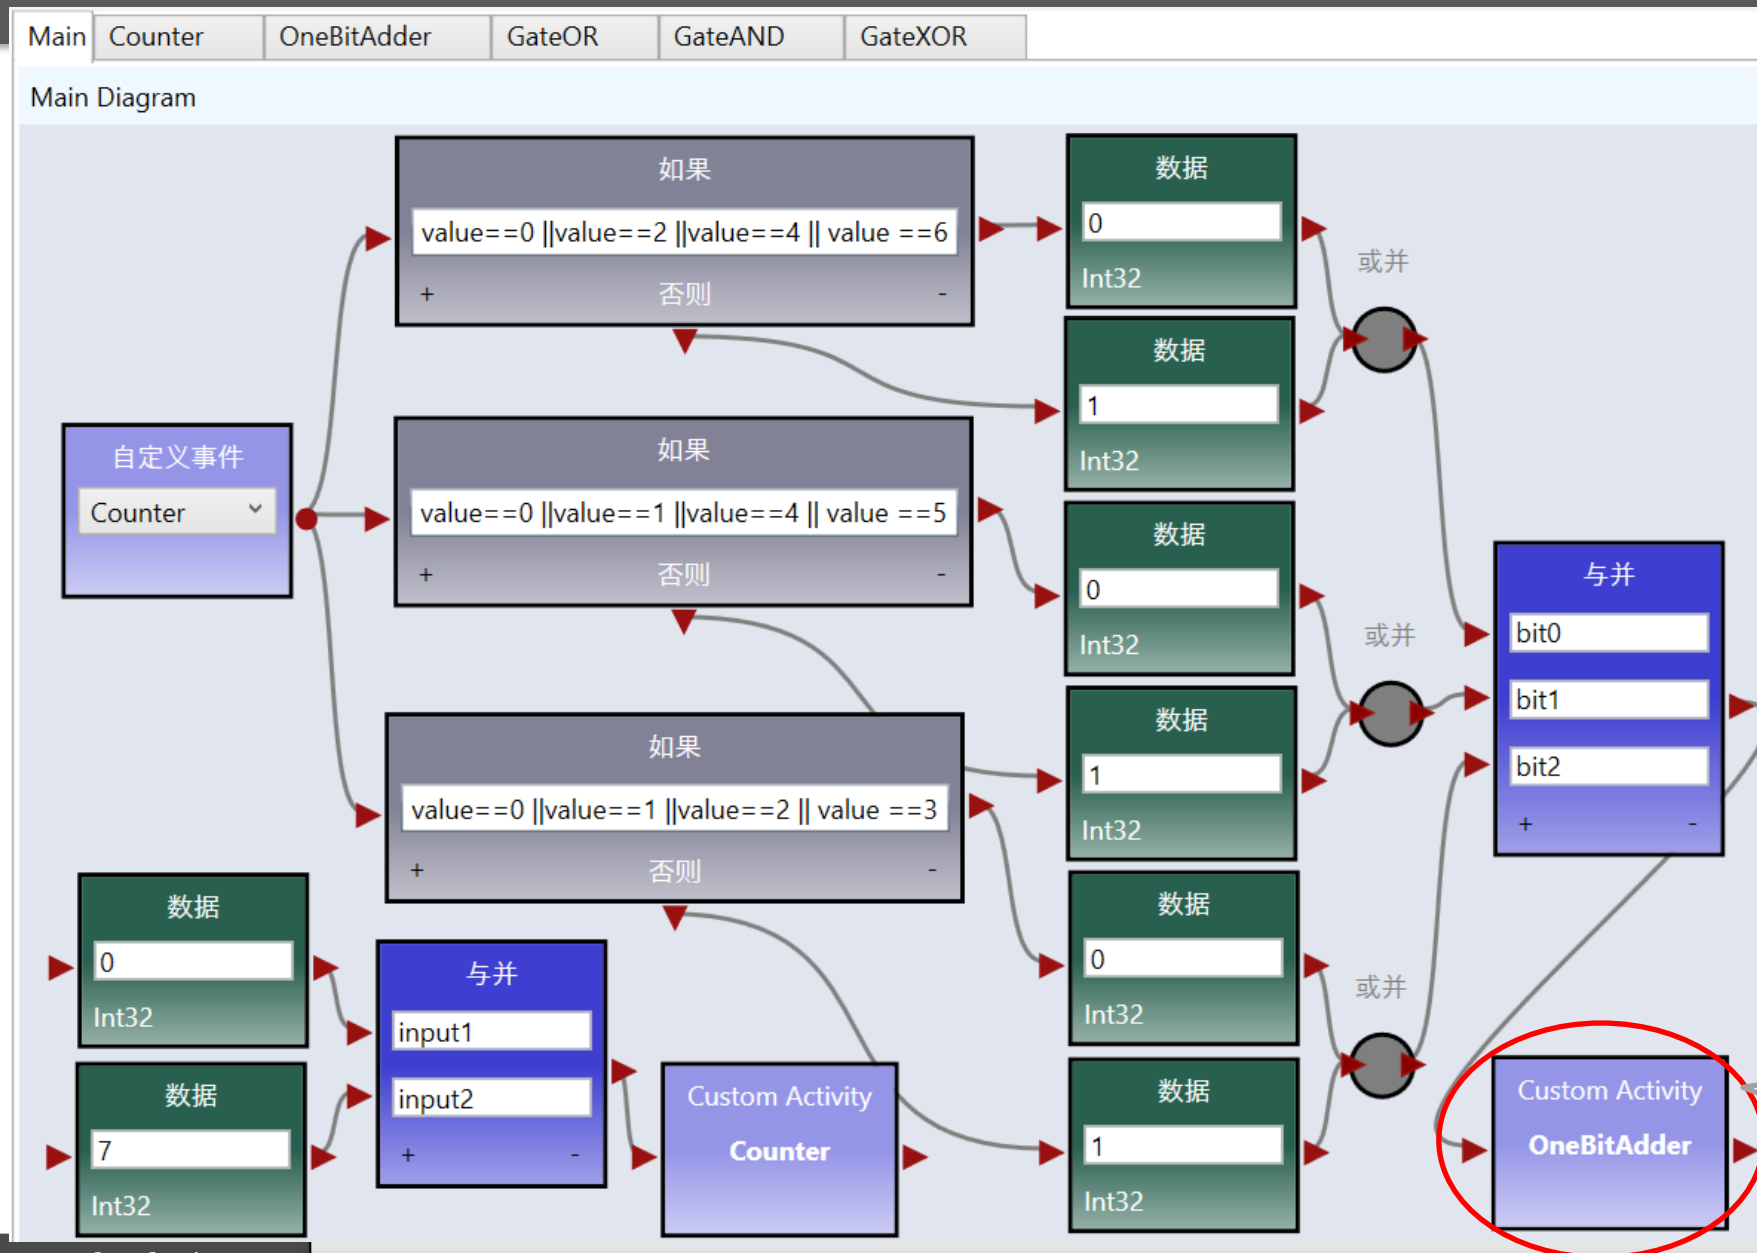 Main Counter OneBitAdder GateOR GateAND GateXOR
Main Diagram
如果
value==0 ||value==2 ||value==4 || value ==6
+ 否则 -
数据
0
Int32
或并
数据
1
Int32
自定义事件
Counter
如果
value==0 ||value==1 ||value==4 || value ==5
+ 否则 -
数据
0
Int32
或并
数据
1
Int32
与并
bit0
bit1
bit2
+ -
如果
value==0 ||value==1 ||value==2 || value ==3
+ 否则 -
数据
0
Int32
或并
数据
1
Int32
数据
0
Int32
数据
7
Int32
与并
input1
input2
+ -
Custom Activity
Counter
Custom Activity
OneBitAdder